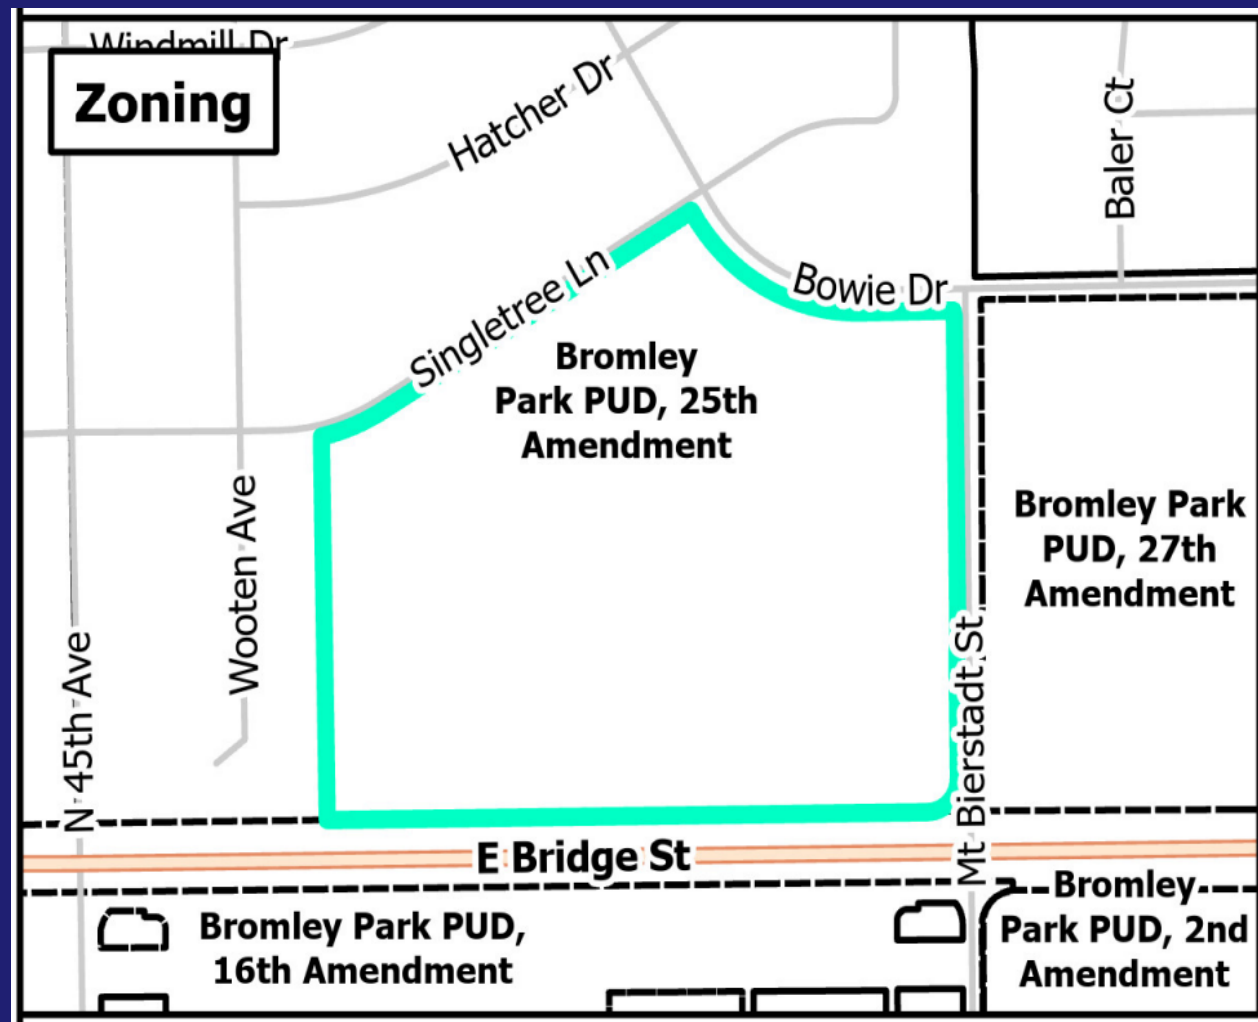 Windmill Dr
Zoning
Hatcher Dr
Baler Ct
Singletree Ln
Bowie Dr
Bromley
Park PUD, 25th
Amendment
Wooten Ave
Bromley Park
PUD, 27th
Amendment
N 45th Ave
Mt Bierstadt St
E Bridge St
Bromley Park PUD,
16th Amendment
Bromley
Park PUD, 2nd
Amendment